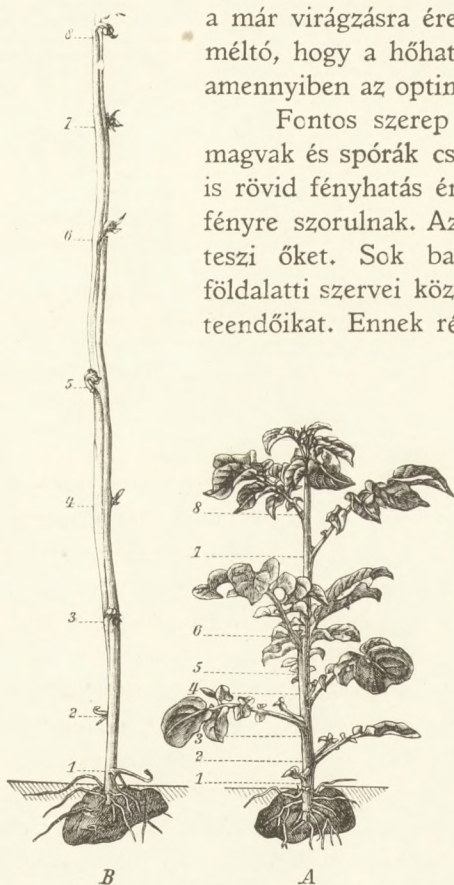 a már virágzásra ére
méltó, hogy a hőhat
amennyiben az optin
Fontos szerep
magvak és spórák cs
is rövid fényhatás ér
fényre szorulnak. Az
teszi őket. Sok ba
földalatti szervei köz
teendőikat. Ennek ré
8
7
6
5
4
3
2
1
B
8
7
6
5
4
3
2
1
A